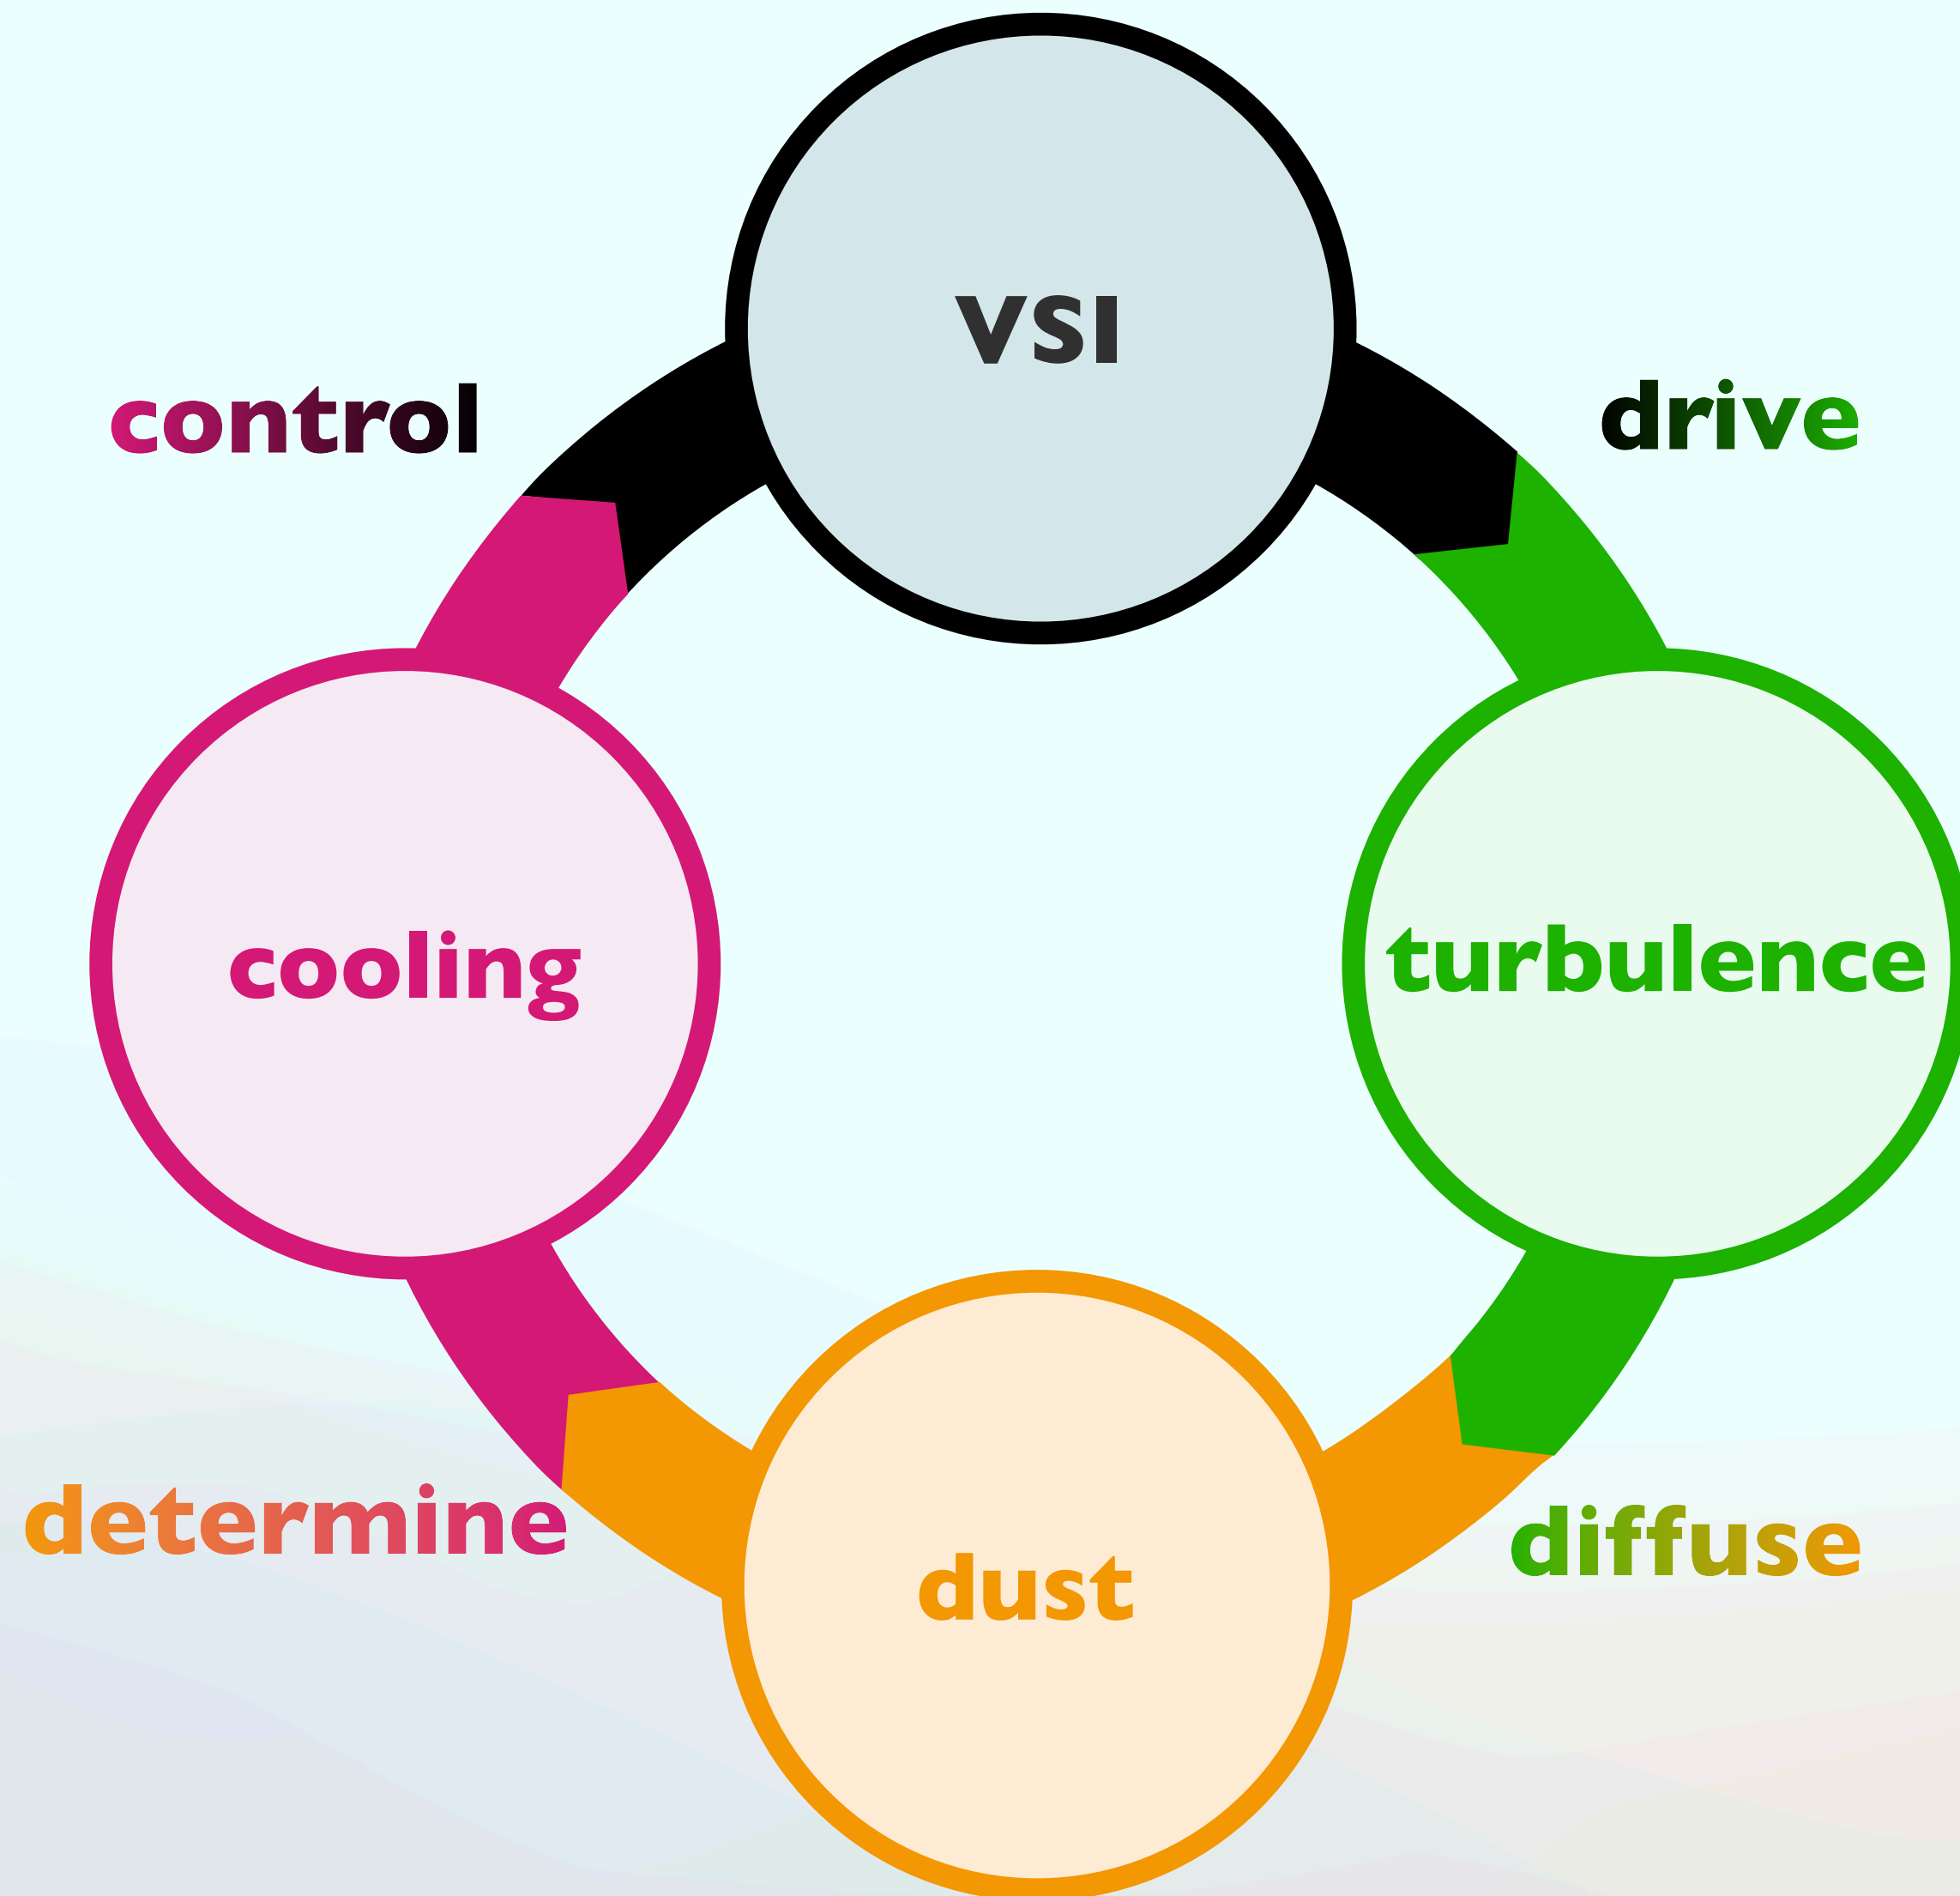 VSI
control
drive
cooling
turbulence
determine
diffuse
dust